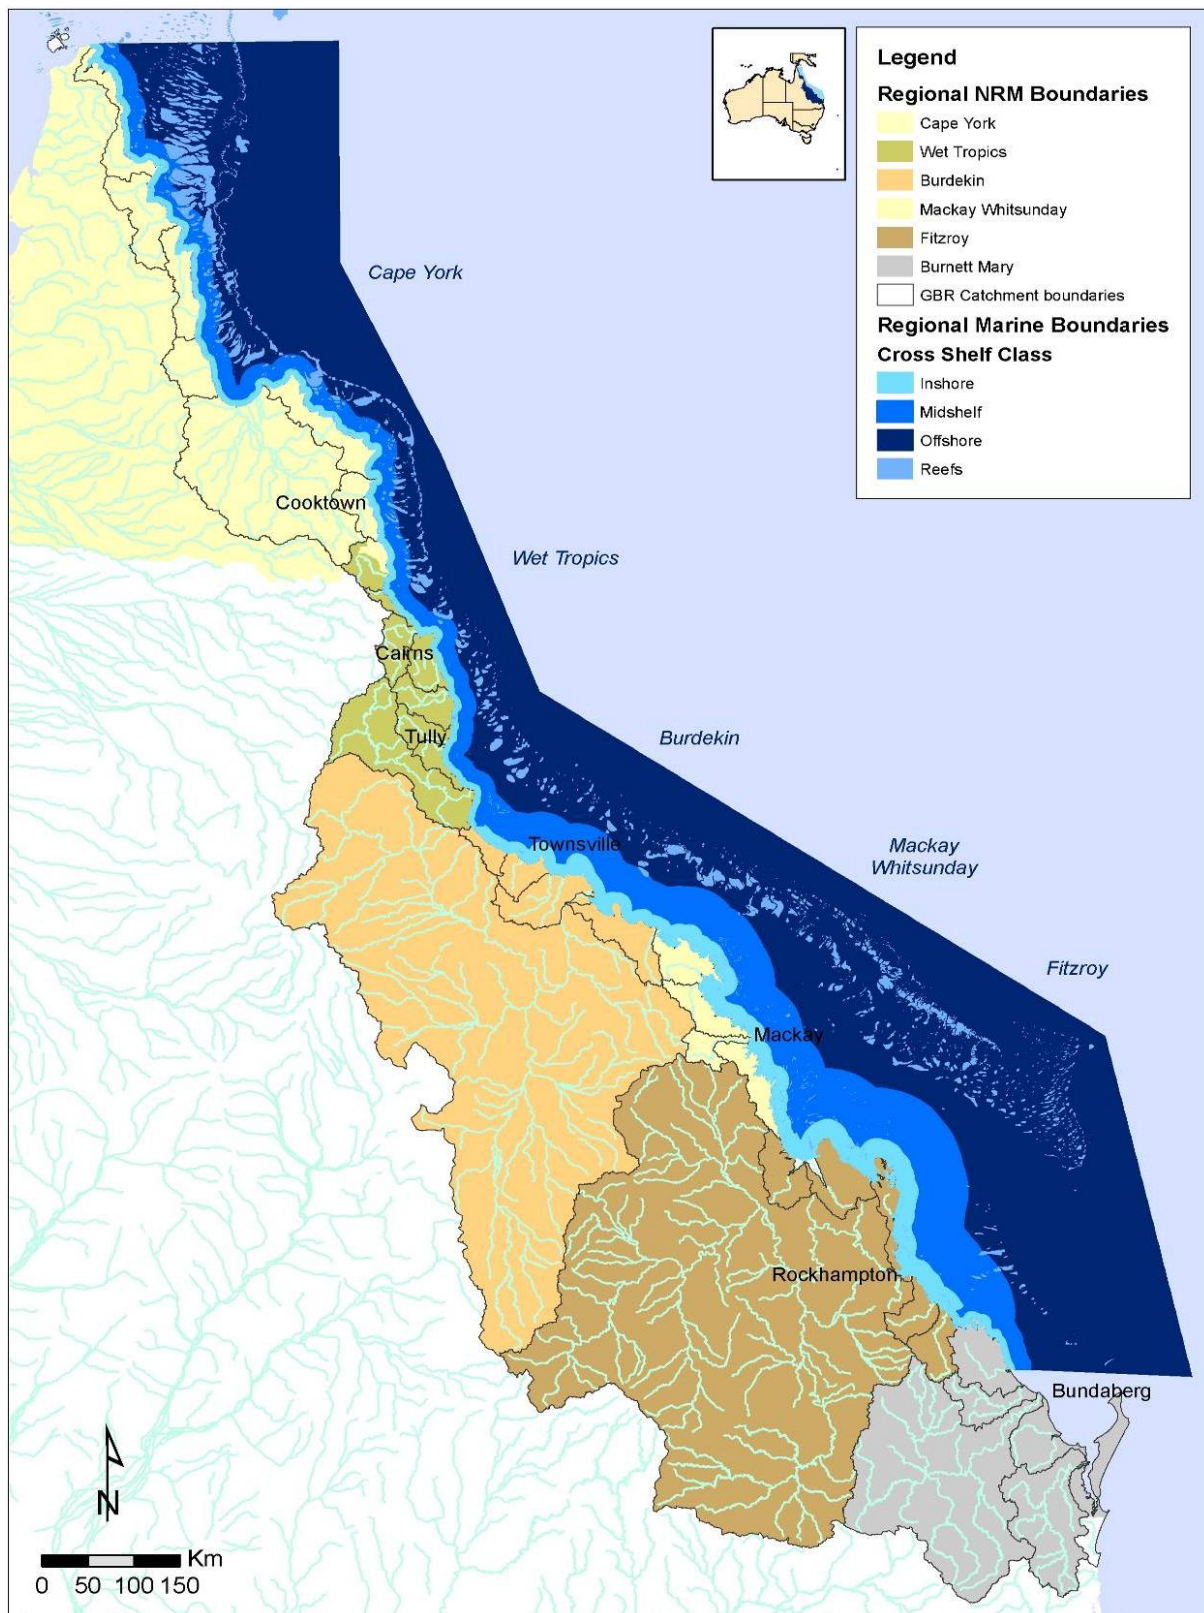 Legend
Regional NRM Boundaries
Cape York
Wet Tropics
Burdekin
Mackay Whitsunday
Fitzroy
Burnett Mary
GBR Catchment boundaries
Regional Marine Boundaries
Cross Shelf Class
Inshore
Midshelf
Offshore
Reefs
Cape York
Cooktown
Wet Tropics
Cairns
Tully
Burdekin
Townsville
Mackay
Whitsunday
Fitzroy
Mackay
Rockhampton
Bundaberg
N
Km
0 50 100 150